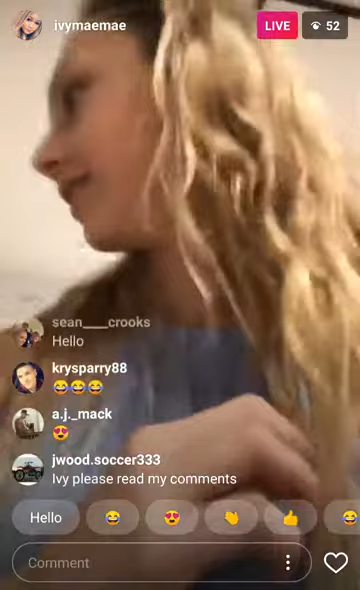 ivymaemae
LIVE
52
sean___crooks
Hello
krysparry88
😂😂😂
a.j._mack
😍
jwood.soccer333
Ivy please read my comments
Hello 😂 😍 👏 👍 😂
Comment